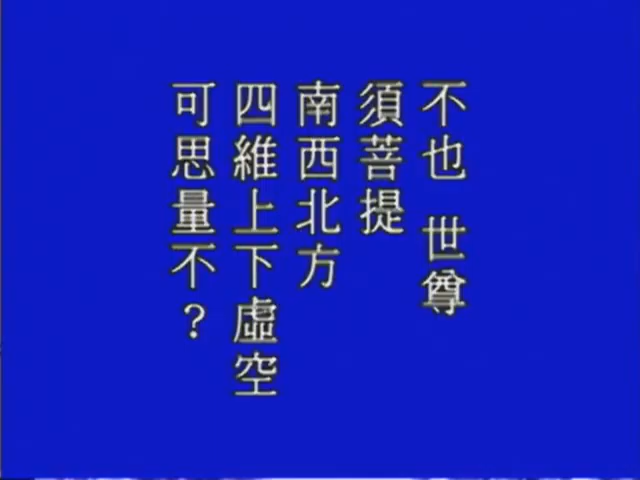 不也 世尊
須菩提
南西北方
四維上下虛空
可思量不？